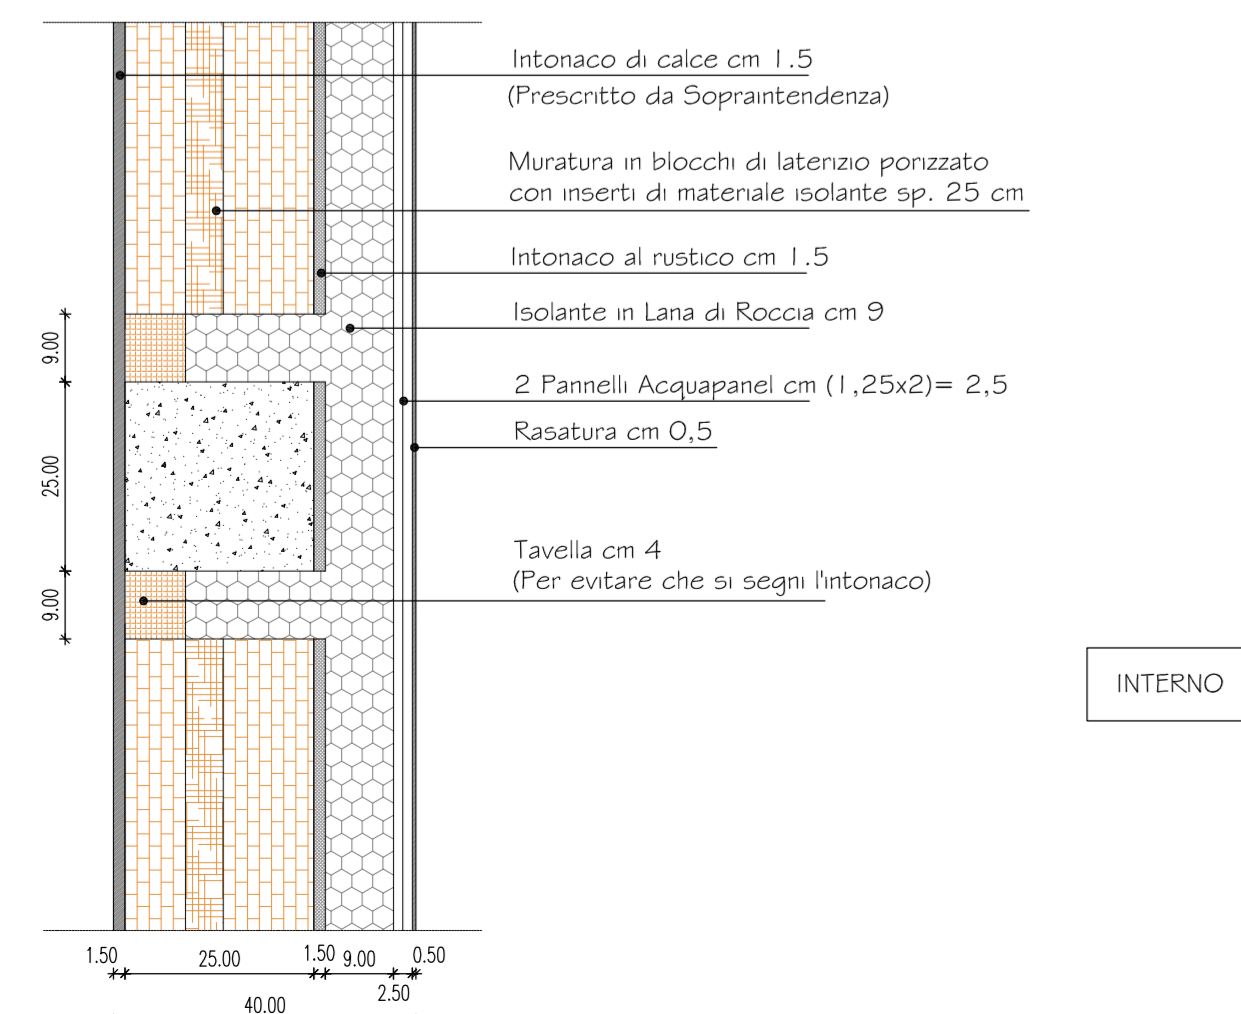 Intonaco di calce cm 1.5
(Prescritto da Sopraintendenza)
Muratura in blocchi di laterizio porizzato
con inserti di materiale isolante sp. 25 cm
Intonaco al rustico cm 1.5
Isolante in Lana di Roccia cm 9
2 Pannelli Acquapanel cm (1,25x2)= 2,5
Rasatura cm 0,5
Tavella cm 4
(Per evitare che si segni l'intonaco)
INTERNO
9.00
25.00
9.00
1.50 25.00 1.50 9.00 0.50
2.50
40.00